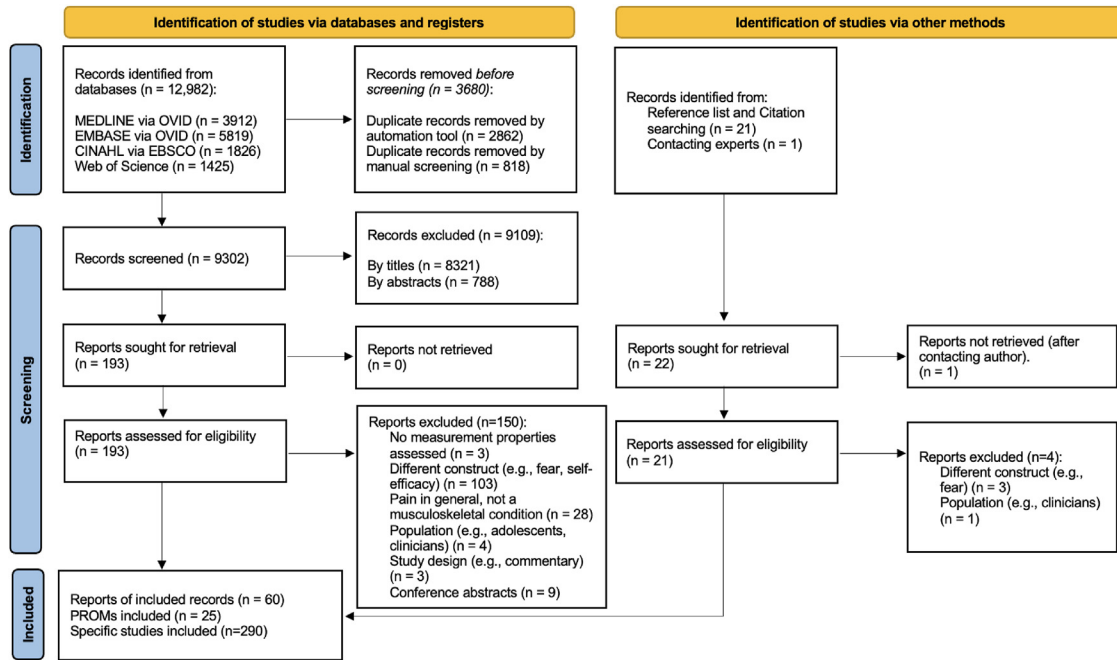 Identification of studies via databases and registers
Identification of studies via other methods
Identification
Records identified from
databases (n = 12,982):
MEDLINE via OVID (n = 3912)
EMBASE via OVID (n = 5819)
CINAHL via EBSCO (n = 1826)
Web of Science (n = 1425)
Records removed before
screening (n = 3680):
Duplicate records removed by
automation tool (n = 2862)
Duplicate records removed by
manual screening (n = 818)
Records identified from:
Reference list and Citation
searching (n = 21)
Contacting experts (n = 1)
Screening
Records screened (n = 9302)
Records excluded (n = 9109):
By titles (n = 8321)
By abstracts (n = 788)
Reports sought for retrieval
(n = 193)
Reports not retrieved
(n = 0)
Reports sought for retrieval
(n = 22)
Reports not retrieved (after
contacting author).
(n = 1)
Reports assessed for eligibility
(n = 193)
Reports excluded (n=150):
No measurement properties
assessed (n = 3)
Different construct (e.g., fear, self-
efficacy) (n = 103)
Pain in general, not a
musculoskeletal condition (n = 28)
Population (e.g., adolescents,
clinicians) (n = 4)
Study design (e.g., commentary)
(n = 3)
Conference abstracts (n = 9)
Reports assessed for eligibility
(n = 21)
Reports excluded (n=4):
Different construct (e.g.,
fear) (n = 3)
Population (e.g., clinicians)
(n = 1)
Included
Reports of included records (n = 60)
PROMs included (n = 25)
Specific studies included (n=290)